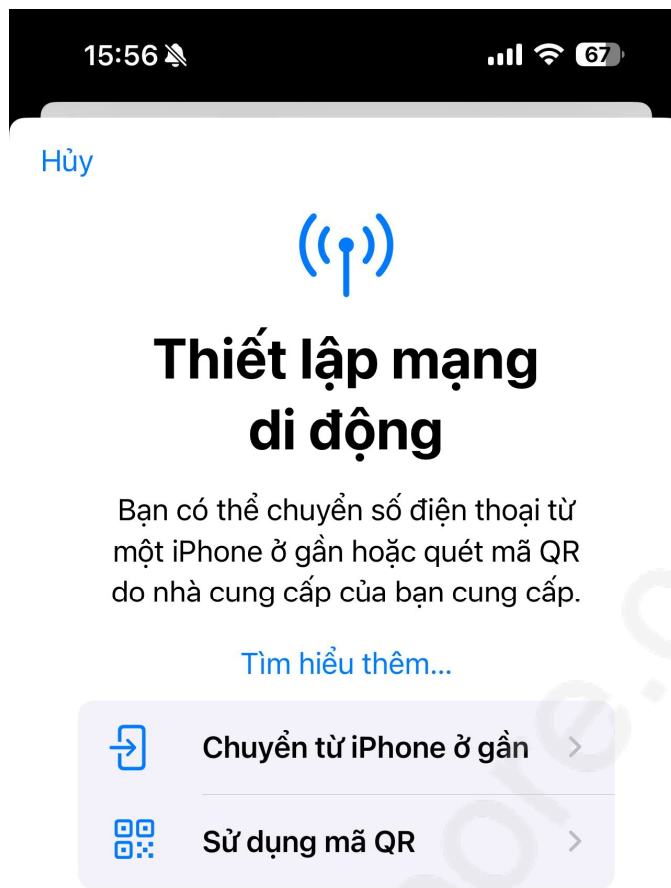 15:56
67
Hủy
Thiết lập mạng
di động
Bạn có thể chuyển số điện thoại từ
một iPhone ở gần hoặc quét mã QR
do nhà cung cấp của bạn cung cấp.
Tìm hiểu thêm...
Chuyển từ iPhone ở gần
Sử dụng mã QR